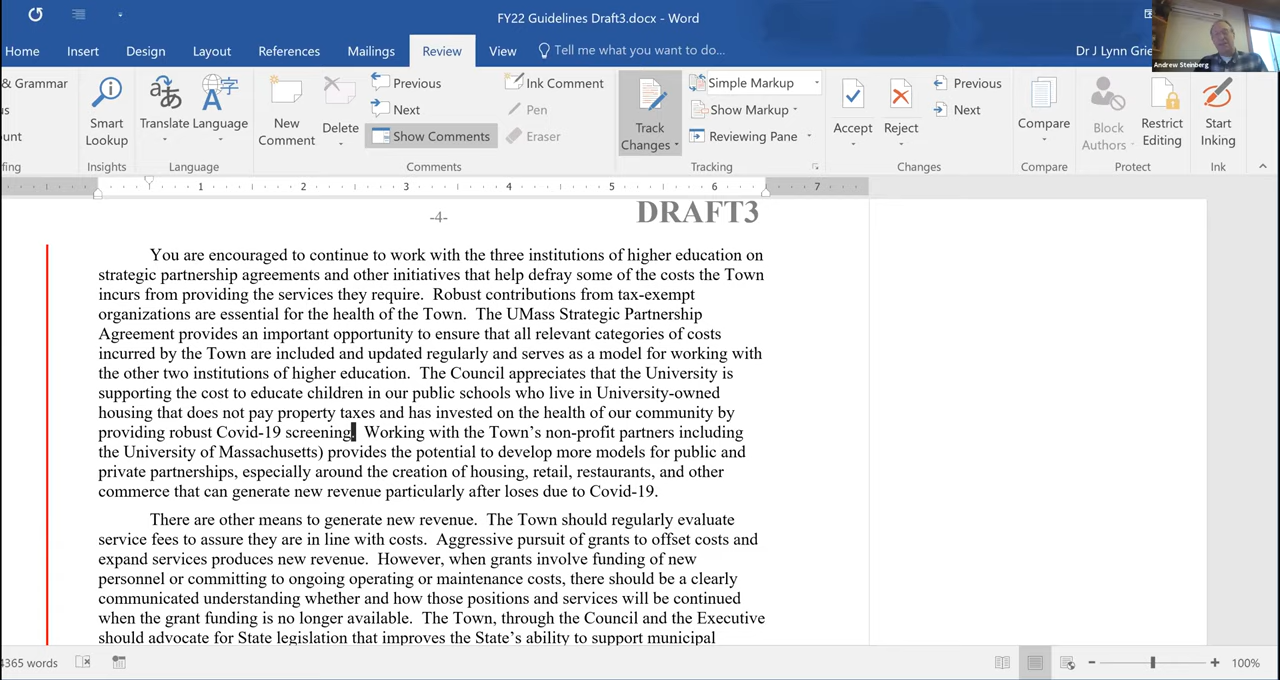 FY22 Guidelines Draft3.docx - Word
Home Insert Design Layout References Mailings Review View Tell me what you want to do... Dr J Lynn Grie
Andrew Steinberg
& Grammar
Smart Lookup
Insights
Translate Language
Language
New Comment
Delete
Previous
Next
Show Comments
Ink Comment
Pen
Eraser
Comments
Track Changes
Simple Markup
Show Markup
Reviewing Pane
Tracking
Accept
Reject
Previous
Next
Changes
Compare
Compare
Block Authors
Restrict Editing
Protect
Start Inking
Ink
1 2 3 4 5 6 7
-4- DRAFT3
You are encouraged to continue to work with the three institutions of higher education on
strategic partnership agreements and other initiatives that help defray some of the costs the Town
incurs from providing the services they require. Robust contributions from tax-exempt
organizations are essential for the health of the Town. The UMass Strategic Partnership
Agreement provides an important opportunity to ensure that all relevant categories of costs
incurred by the Town are included and updated regularly and serves as a model for working with
the other two institutions of higher education. The Council appreciates that the University is
supporting the cost to educate children in our public schools who live in University-owned
housing that does not pay property taxes and has invested on the health of our community by
providing robust Covid-19 screening. Working with the Town's non-profit partners including
the University of Massachusetts) provides the potential to develop more models for public and
private partnerships, especially around the creation of housing, retail, restaurants, and other
commerce that can generate new revenue particularly after loses due to Covid-19.
There are other means to generate new revenue. The Town should regularly evaluate
service fees to assure they are in line with costs. Aggressive pursuit of grants to offset costs and
expand services produces new revenue. However, when grants involve funding of new
personnel or committing to ongoing operating or maintenance costs, there should be a clearly
communicated understanding whether and how those positions and services will be continued
when the grant funding is no longer available. The Town, through the Council and the Executive
should advocate for State legislation that improves the State's ability to support municipal
4365 words
100%